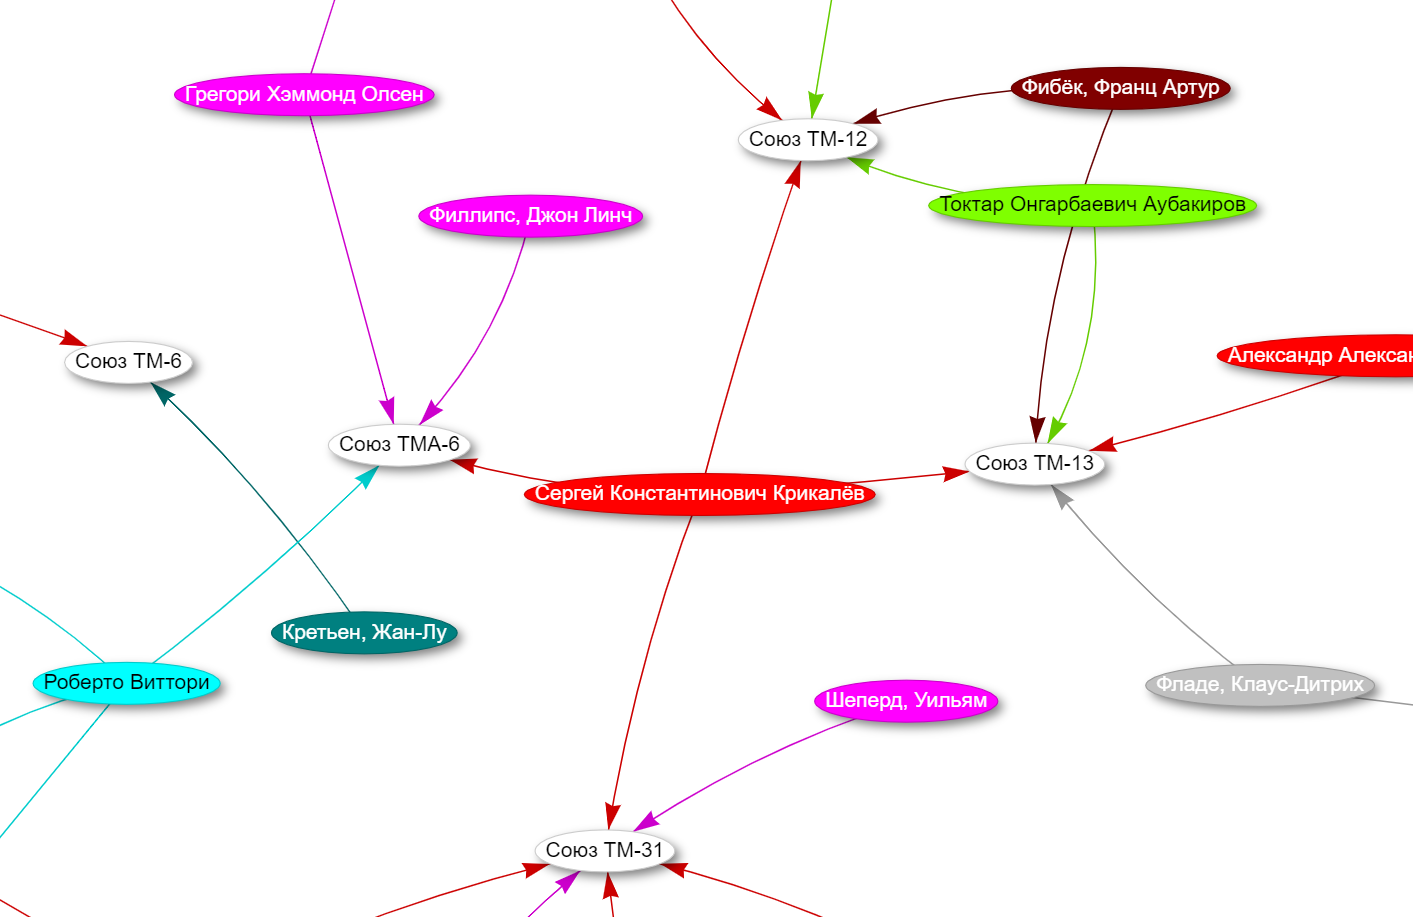 Фибёк, Франц Артур
Грегори Хэммонд Олсен
Союз ТМ-12
Токтар Онгарбаевич Аубакиров
Филлипс, Джон Линч
Александр Алексан
Союз ТМ-6
Союз ТМА-6
Союз ТМ-13
Сергей Константинович Крикалёв
Кретьен, Жан-Лу
Роберто Виттори
Фладе, Клаус-Дитрих
Шеперд, Уильям
Союз ТМ-31